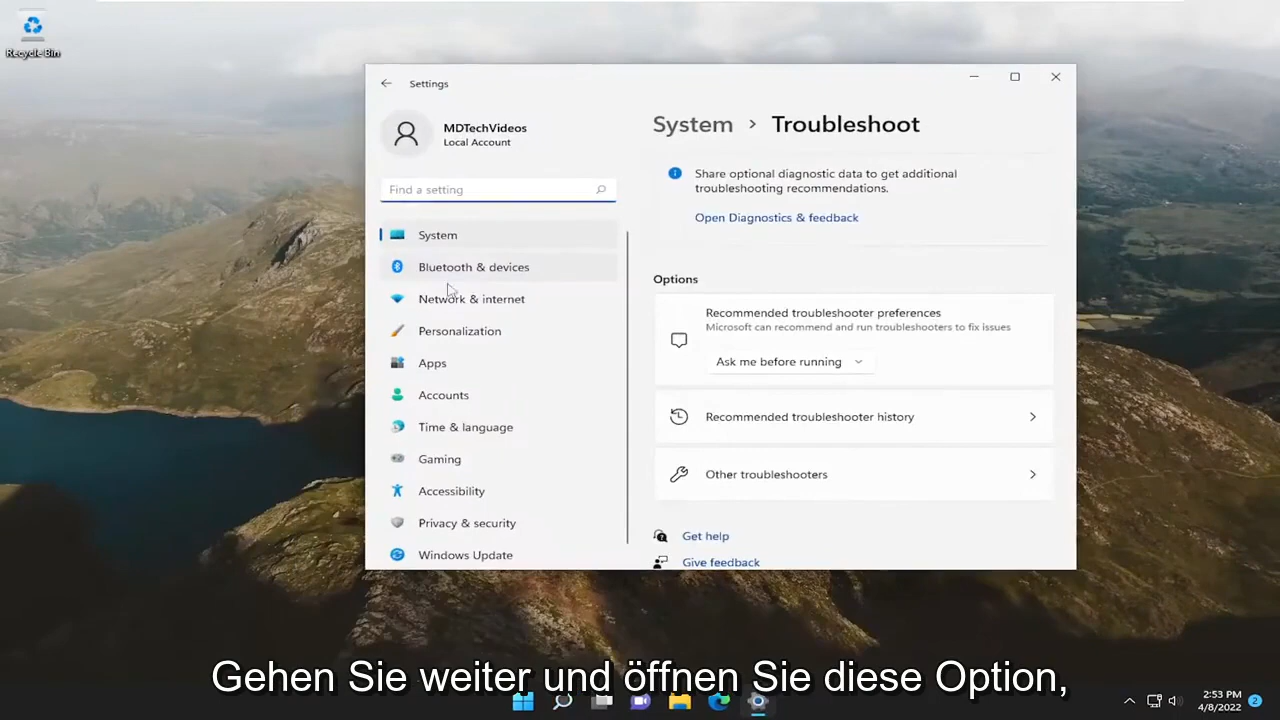 Recycle Bin
Settings
MDTechVideos
Local Account
Find a setting
System
Bluetooth & devices
Network & internet
Personalization
Apps
Accounts
Time & language
Gaming
Accessibility
Privacy & security
Windows Update
System > Troubleshoot
Share optional diagnostic data to get additional
troubleshooting recommendations.
Open Diagnostics & feedback
Options
Recommended troubleshooter preferences
Microsoft can recommend and run troubleshooters to fix issues
Ask me before running
Recommended troubleshooter history
Other troubleshooters
Get help
Give feedback
Gehen Sie weiter und öffnen Sie diese Option,
2:53 PM
4/8/2022
2